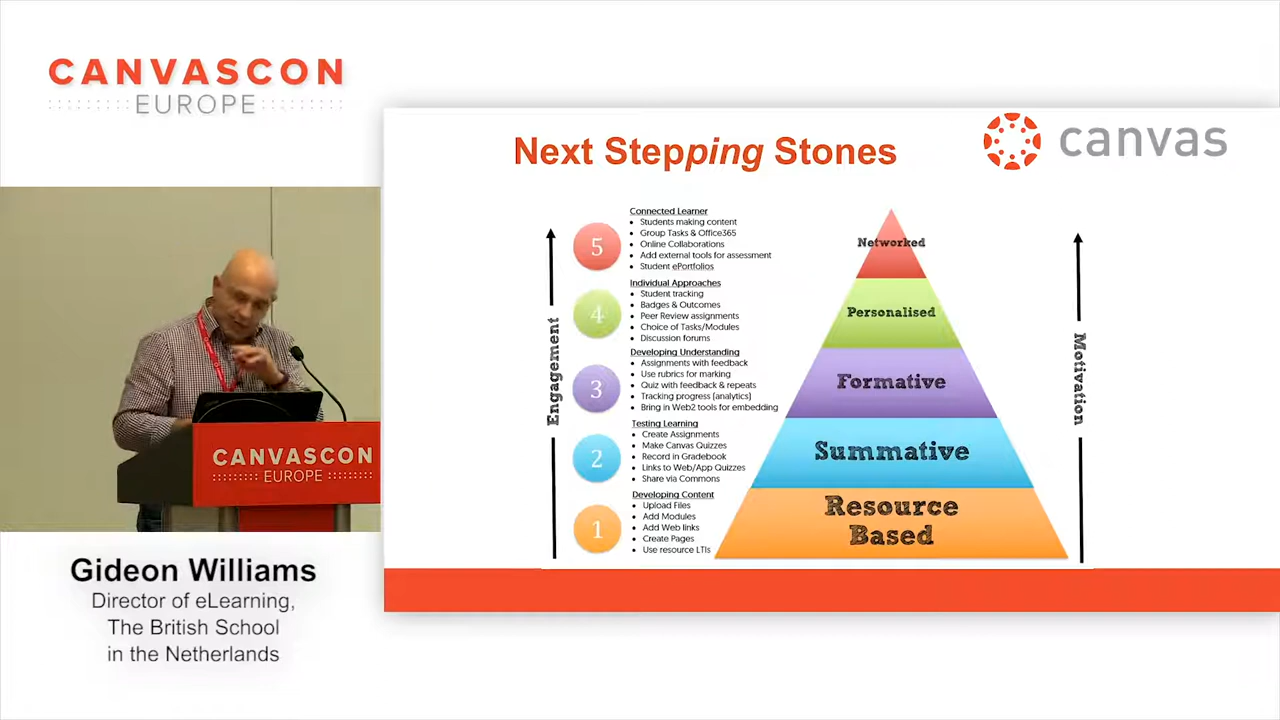 CANVASCON
EUROPE
Next Stepping Stones
canvas
Engagement
5
Connected Learner
• Students making content
• Group Tasks & Office365
• Online Collaborations
• Add external tools for assessment
• Student ePortfolios
4
Individual Approaches
• Student tracking
• Badges & Outcomes
• Peer Review assignments
• Choice of Tasks/Modules
• Discussion forums
3
Developing Understanding
• Assignments with feedback
• Use rubrics for marking
• Quiz with feedback & repeats
• Tracking progress (analytics)
• Bring in Web2 tools for embedding
2
Testing Learning
• Create Assignments
• Make Canvas Quizzes
• Record in Gradebook
• Links to Web/App Quizzes
• Share via Commons
1
Developing Content
• Upload Files
• Add Modules
• Add Web links
• Create Pages
• Use resource LTIs
Networked
Personalised
Formative
Summative
Resource
Based
Motivation
CANVASCON
EUROPE
Gideon Williams
Director of eLearning,
The British School
in the Netherlands